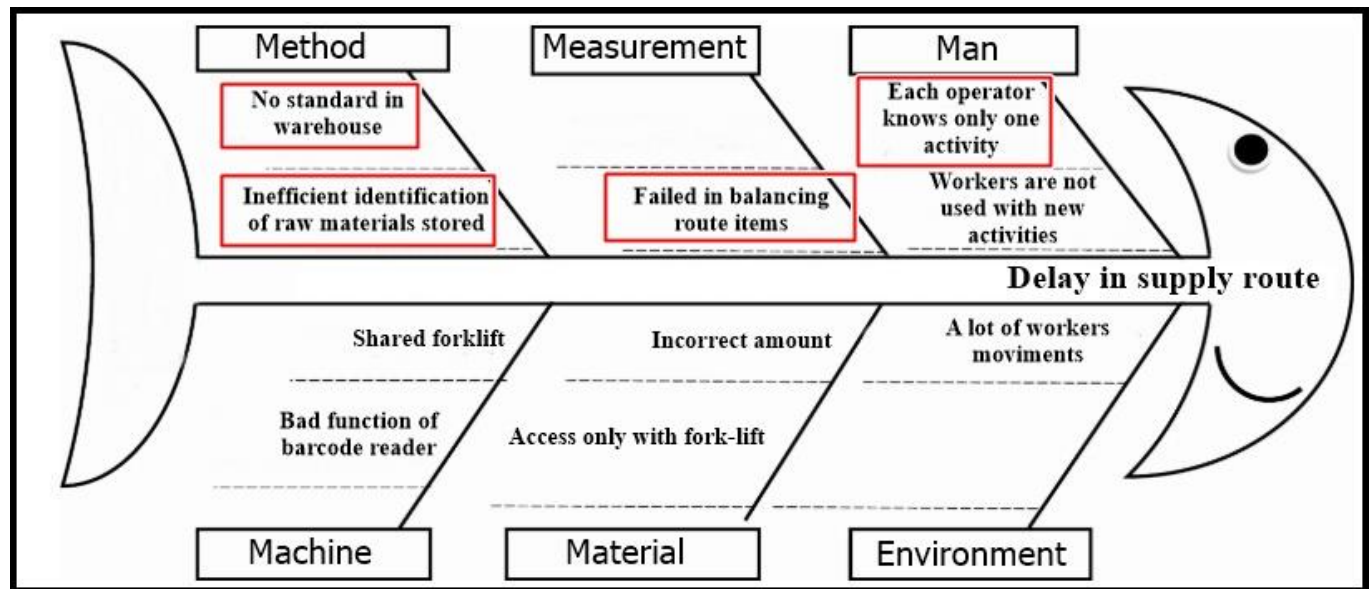 Method
Measurement
Man
No standard in
warehouse
Each operator
knows only one
activity
Inefficient identification
of raw materials stored
Failed in balancing
route items
Workers are not
used with new
activities
Delay in supply route
Shared forklift
Incorrect amount
A lot of workers
moviments
Bad function of
barcode reader
Access only with fork-lift
Machine
Material
Environment